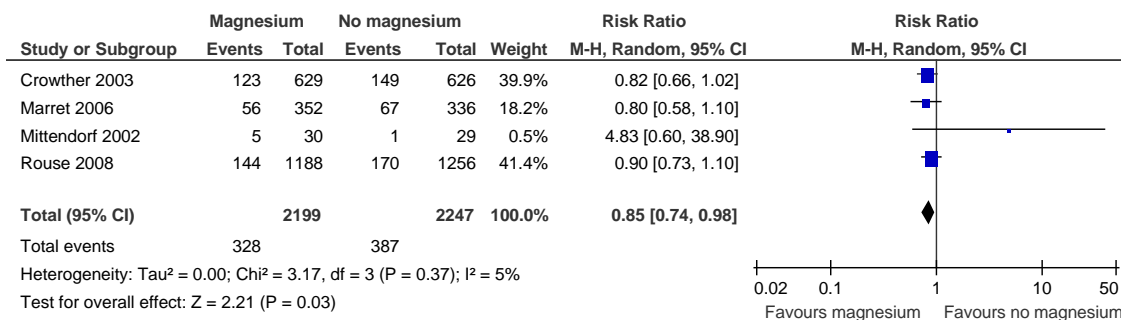 Magnesium No magnesium Risk Ratio Risk Ratio
Study or Subgroup Events Total Events Total Weight M-H, Random, 95% CI M-H, Random, 95% CI
Crowther 2003 123 629 149 626 39.9% 0.82 [0.66, 1.02]
Marret 2006 56 352 67 336 18.2% 0.80 [0.58, 1.10]
Mittendorf 2002 5 30 1 29 0.5% 4.83 [0.60, 38.90]
Rouse 2008 144 1188 170 1256 41.4% 0.90 [0.73, 1.10]
Total (95% CI) 2199 2247 100.0% 0.85 [0.74, 0.98]
Total events 328 387
Heterogeneity: Tau² = 0.00; Chi² = 3.17, df = 3 (P = 0.37); I² = 5%
Test for overall effect: Z = 2.21 (P = 0.03)
0.02 0.1 1 10 50
Favours magnesium Favours no magnesium